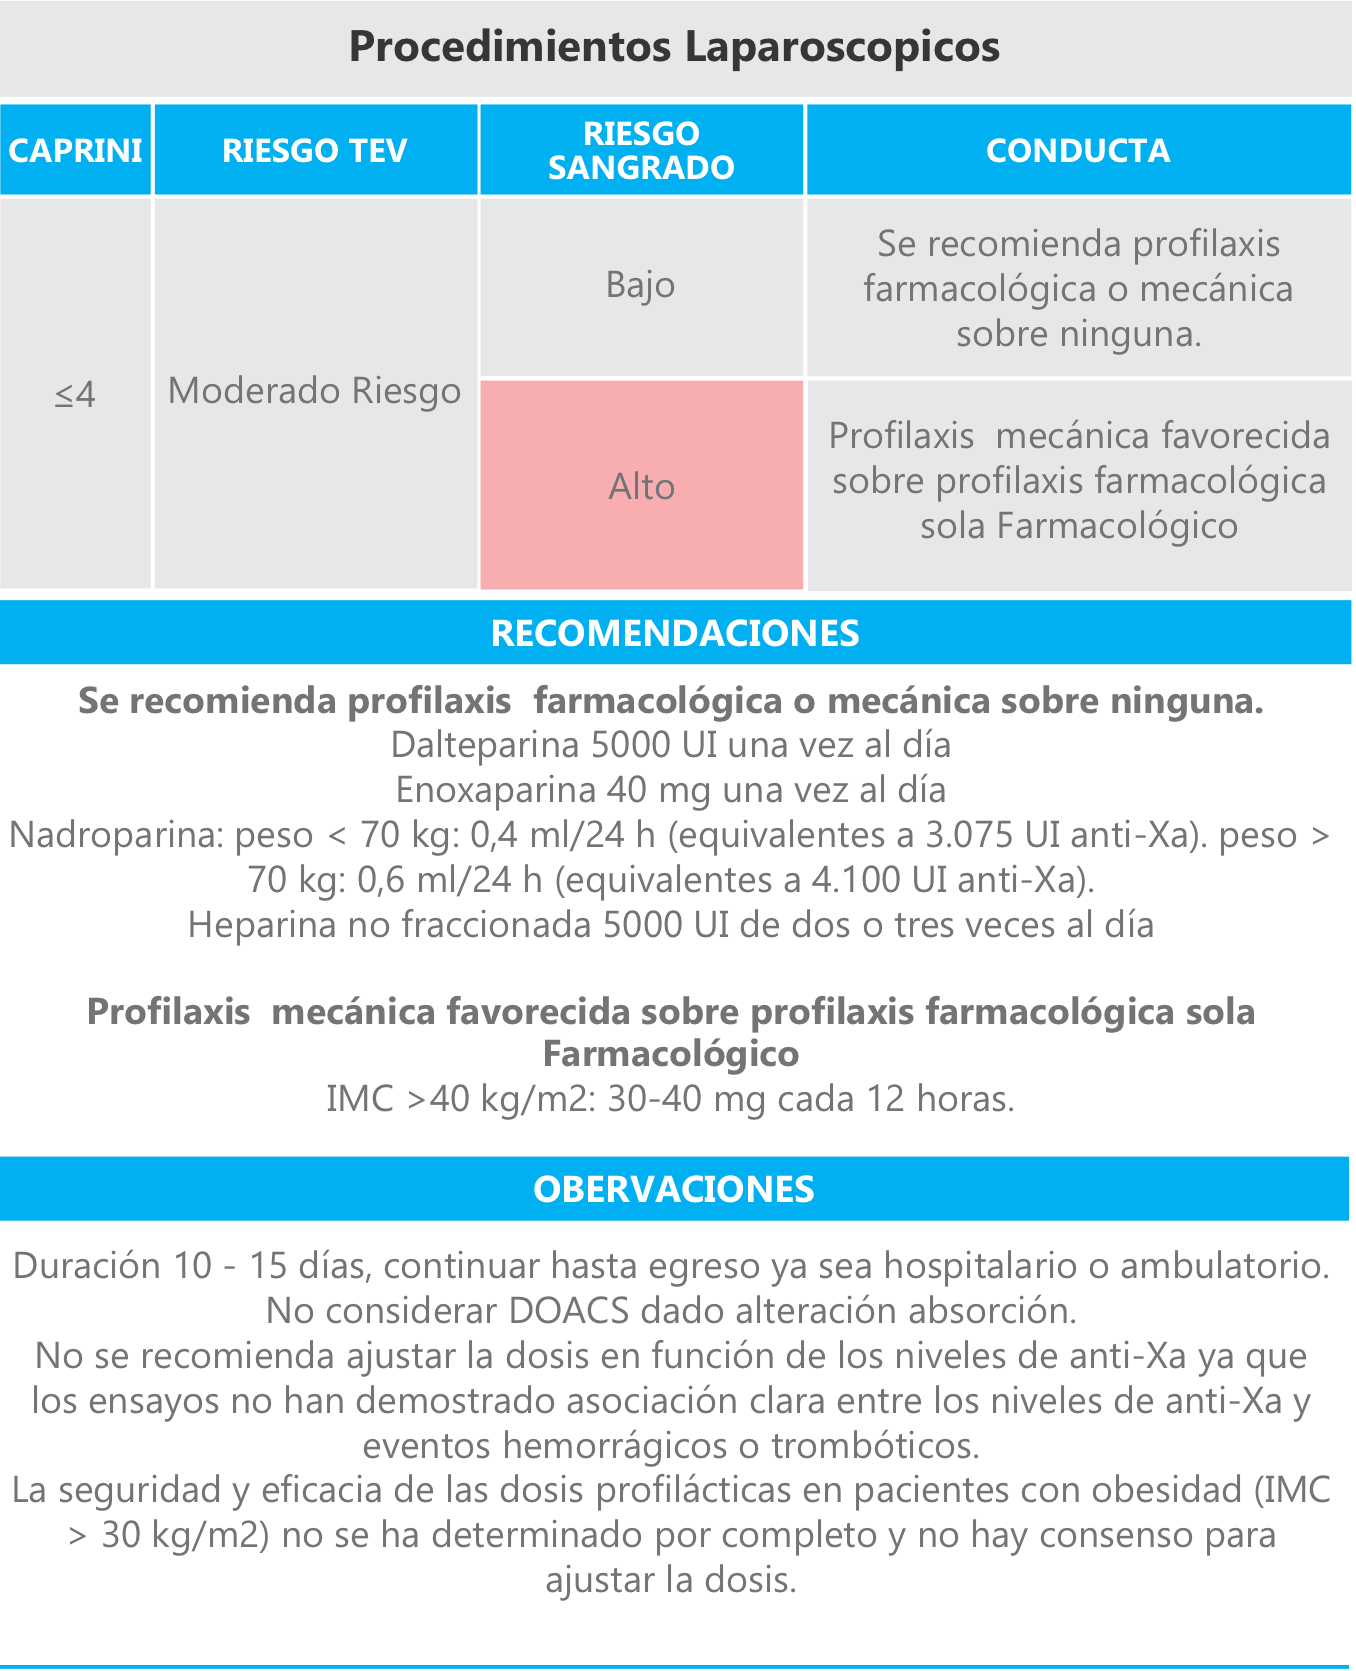 Procedimientos Laparoscopicos
CAPRINI
RIESGO TEV
RIESGO
SANGRADO
CONDUCTA
≤4
Moderado Riesgo
Bajo
Se recomienda profilaxis
farmacológica o mecánica
sobre ninguna.
Alto
Profilaxis  mecánica favorecida
sobre profilaxis farmacológica
sola Farmacológico
RECOMENDACIONES
Se recomienda profilaxis  farmacológica o mecánica sobre ninguna.
Dalteparina 5000 UI una vez al día
Enoxaparina 40 mg una vez al día
Nadroparina: peso < 70 kg: 0,4 ml/24 h (equivalentes a 3.075 UI anti-Xa). peso >
70 kg: 0,6 ml/24 h (equivalentes a 4.100 UI anti-Xa).
Heparina no fraccionada 5000 UI de dos o tres veces al día
Profilaxis  mecánica favorecida sobre profilaxis farmacológica sola
Farmacológico
IMC >40 kg/m2: 30-40 mg cada 12 horas.
OBERVACIONES
Duración 10 - 15 días, continuar hasta egreso ya sea hospitalario o ambulatorio.
No considerar DOACS dado alteración absorción.
No se recomienda ajustar la dosis en función de los niveles de anti-Xa ya que
los ensayos no han demostrado asociación clara entre los niveles de anti-Xa y
eventos hemorrágicos o trombóticos.
La seguridad y eficacia de las dosis profilácticas en pacientes con obesidad (IMC
> 30 kg/m2) no se ha determinado por completo y no hay consenso para
ajustar la dosis.